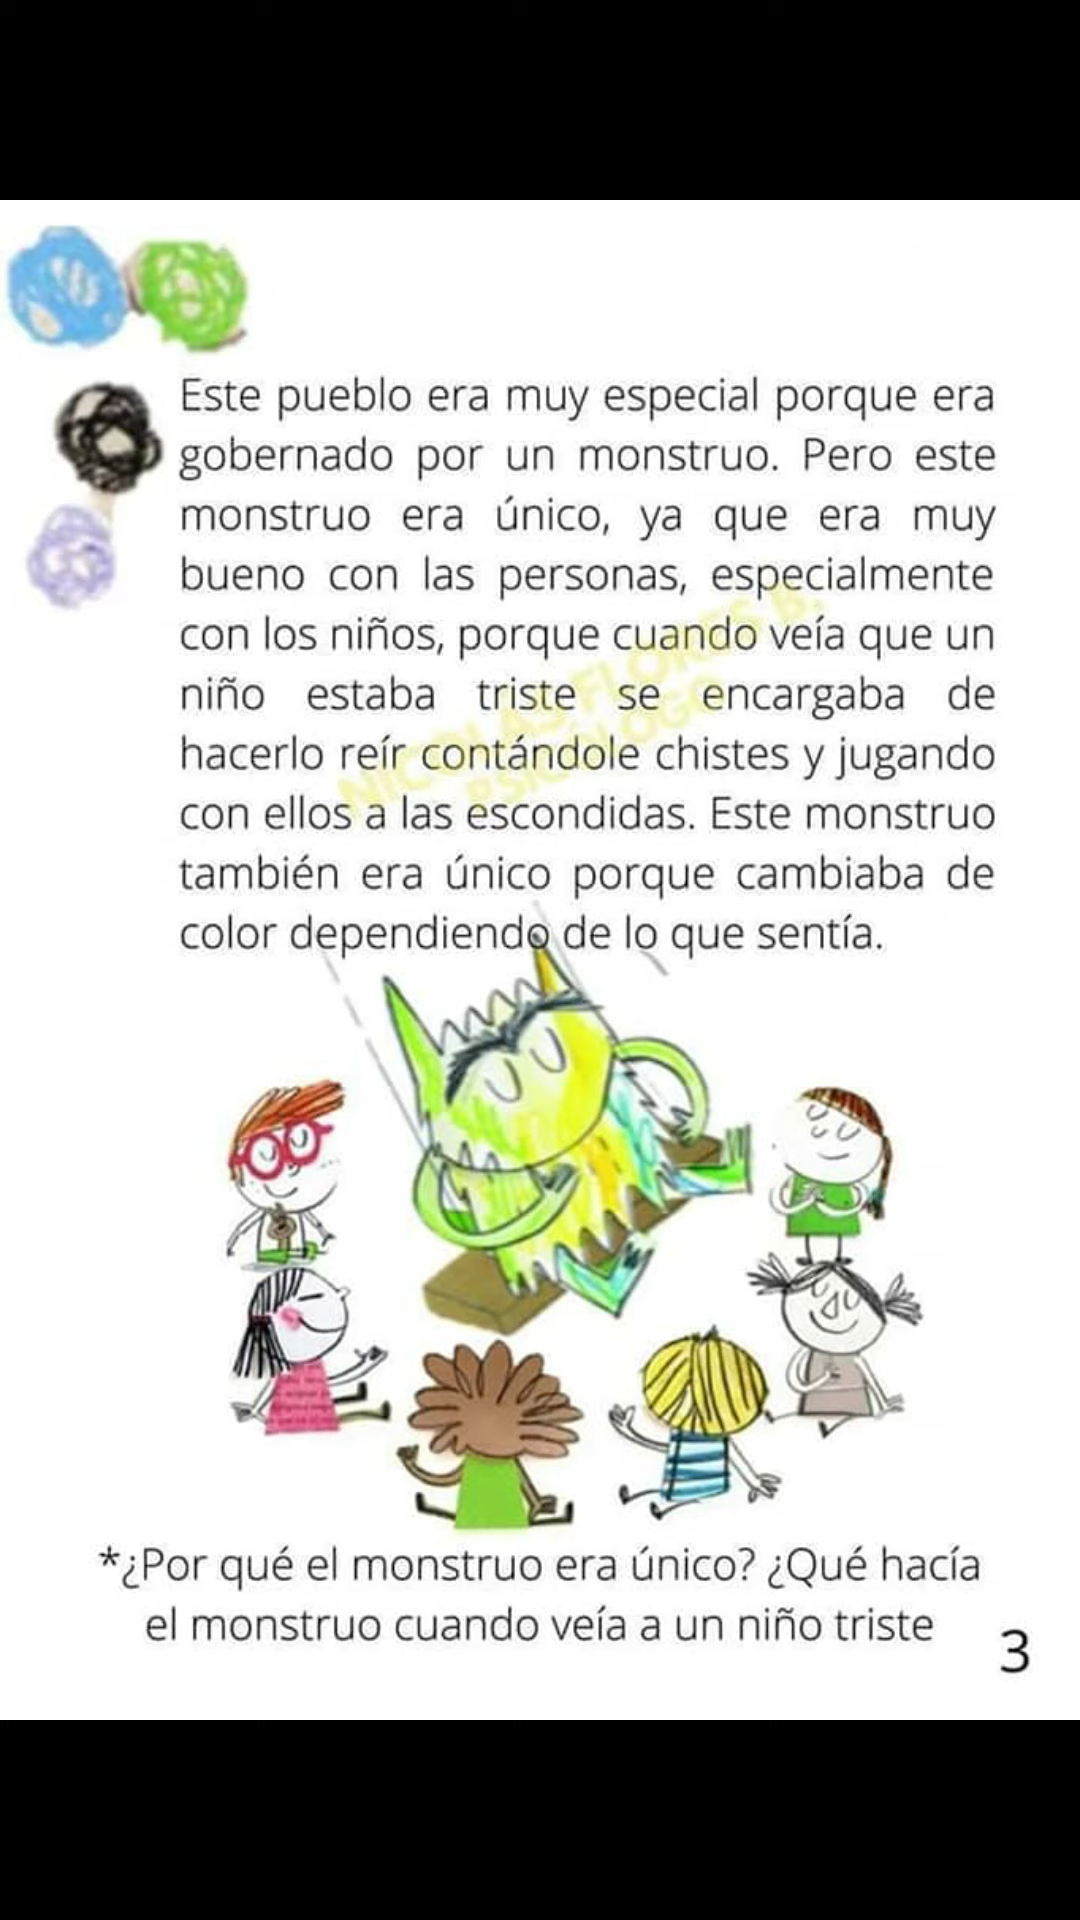 Este pueblo era muy especial porque era
gobernado por un monstruo. Pero este
monstruo era único, ya que era muy
bueno con las personas, especialmente
con los niños, porque cuando veía que un
niño estaba triste se encargaba de
hacerlo reír contándole chistes y jugando
con ellos a las escondidas. Este monstruo
también era único porque cambiaba de
color dependiendo de lo que sentía.
NICOLAS FLORES B.
PSICÓLOGO
*¿Por qué el monstruo era único? ¿Qué hacía
el monstruo cuando veía a un niño triste
3